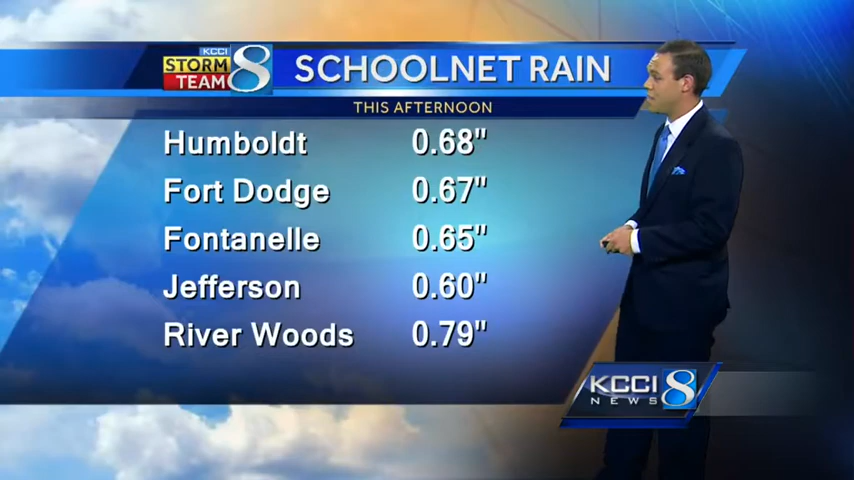 KCCI
STORM
TEAM 8
SCHOOLNET RAIN
THIS AFTERNOON
Humboldt 0.68"
Fort Dodge 0.67"
Fontanelle 0.65"
Jefferson 0.60"
River Woods 0.79"
KCCI 8
NEWS